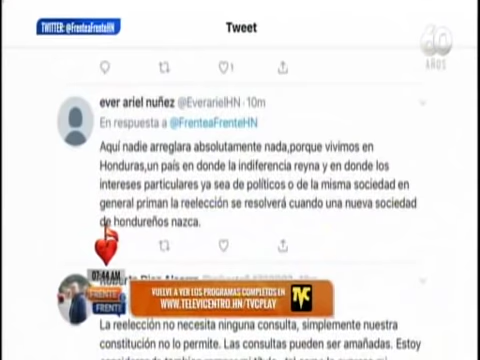 TWITTER: @FrenteaFrenteHN
Tweet
60
AÑOS
1
ever ariel nuñez @EverarielHN · 10m
En respuesta a @FrenteaFrenteHN
Aquí nadie arreglara absolutamente nada,porque vivimos en
Honduras,un país en donde la indiferencia reyna y en donde los
intereses particulares ya sea de políticos o de la misma sociedad en
general priman la reelección se resolverá cuando una nueva sociedad
de hondureños nazca.
07:44 AM
FRENTE
FRENTE
VUELVE A VER LOS PROGRAMAS COMPLETOS EN
WWW.TELEVICENTRO.HN/TVCPLAY
La reelección no necesita ninguna consulta, simplemente nuestra
constitución no lo permite. Las consultas pueden ser amañadas. Estoy